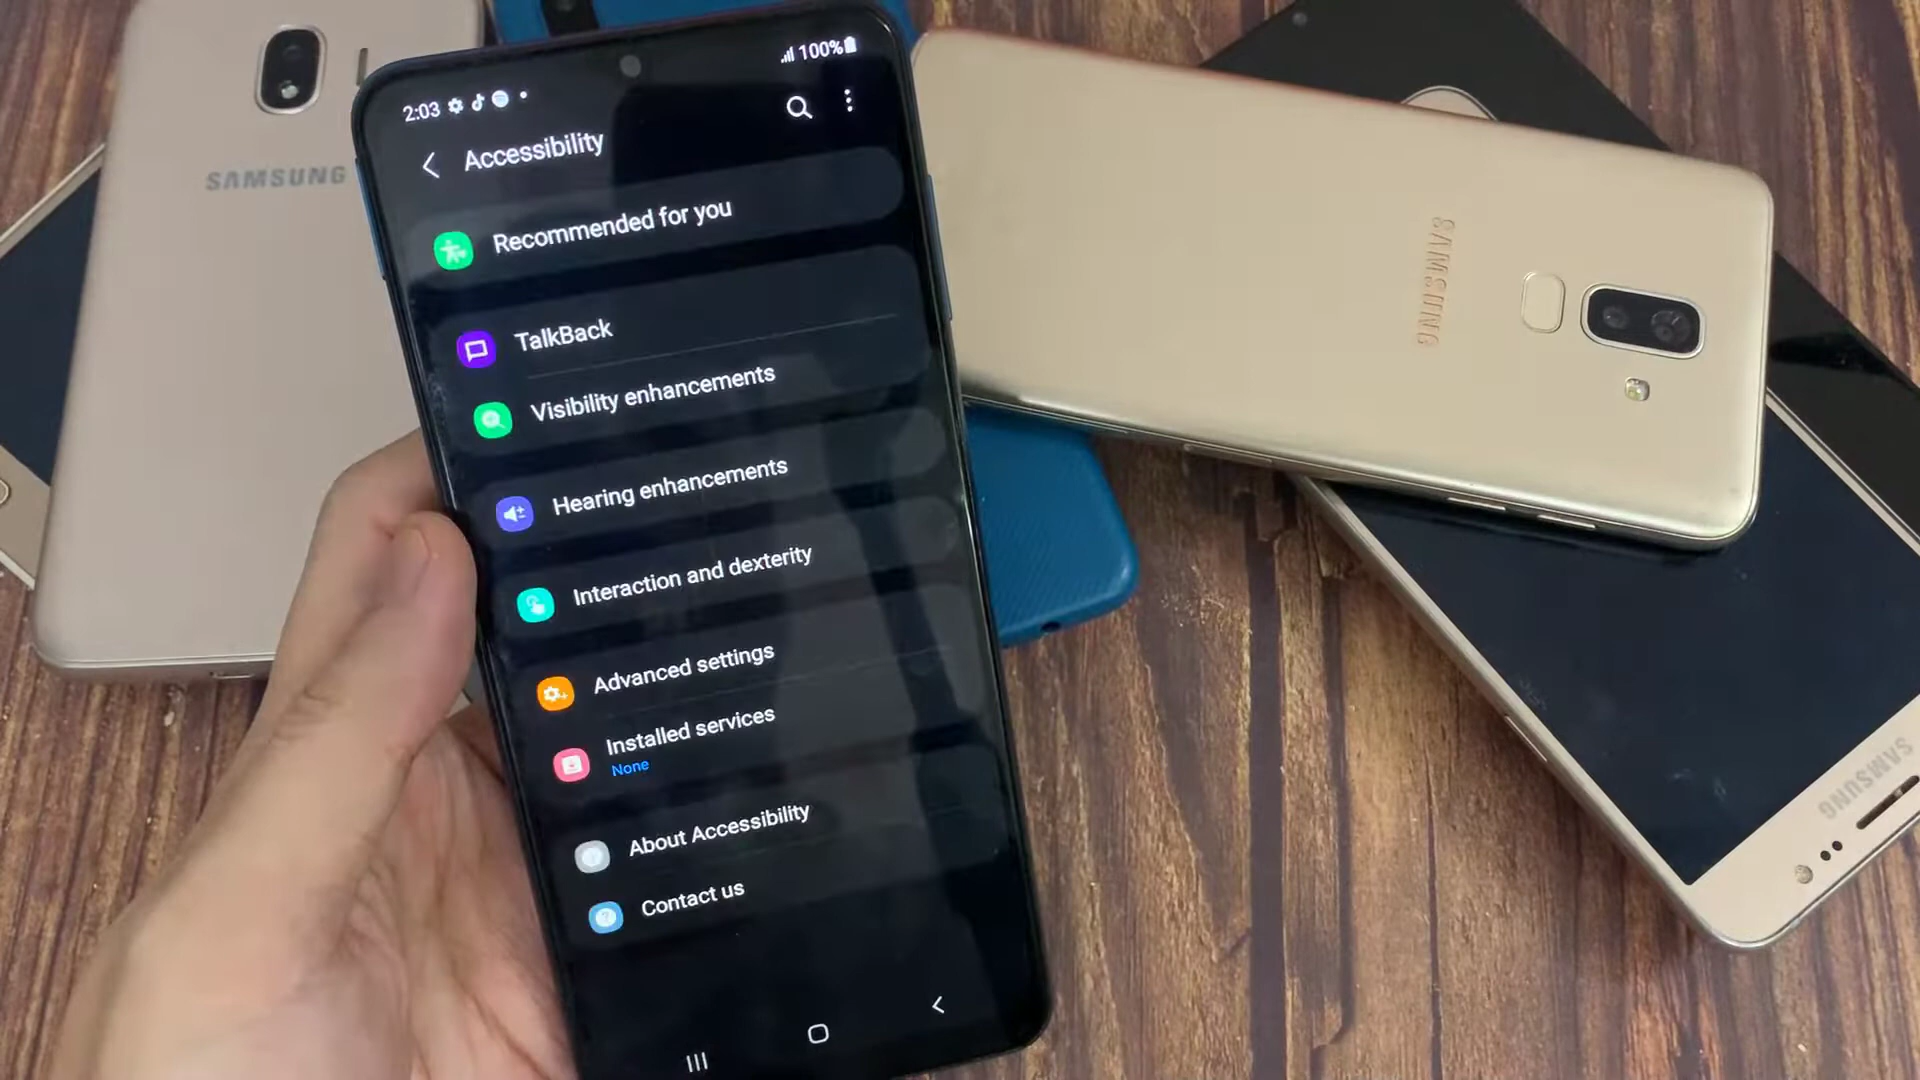 SAMSUNG
2:03
100%
Accessibility
Recommended for you
TalkBack
Visibility enhancements
Hearing enhancements
Interaction and dexterity
Advanced settings
Installed services
None
About Accessibility
Contact us
SAMSUNG
SAMSUNG